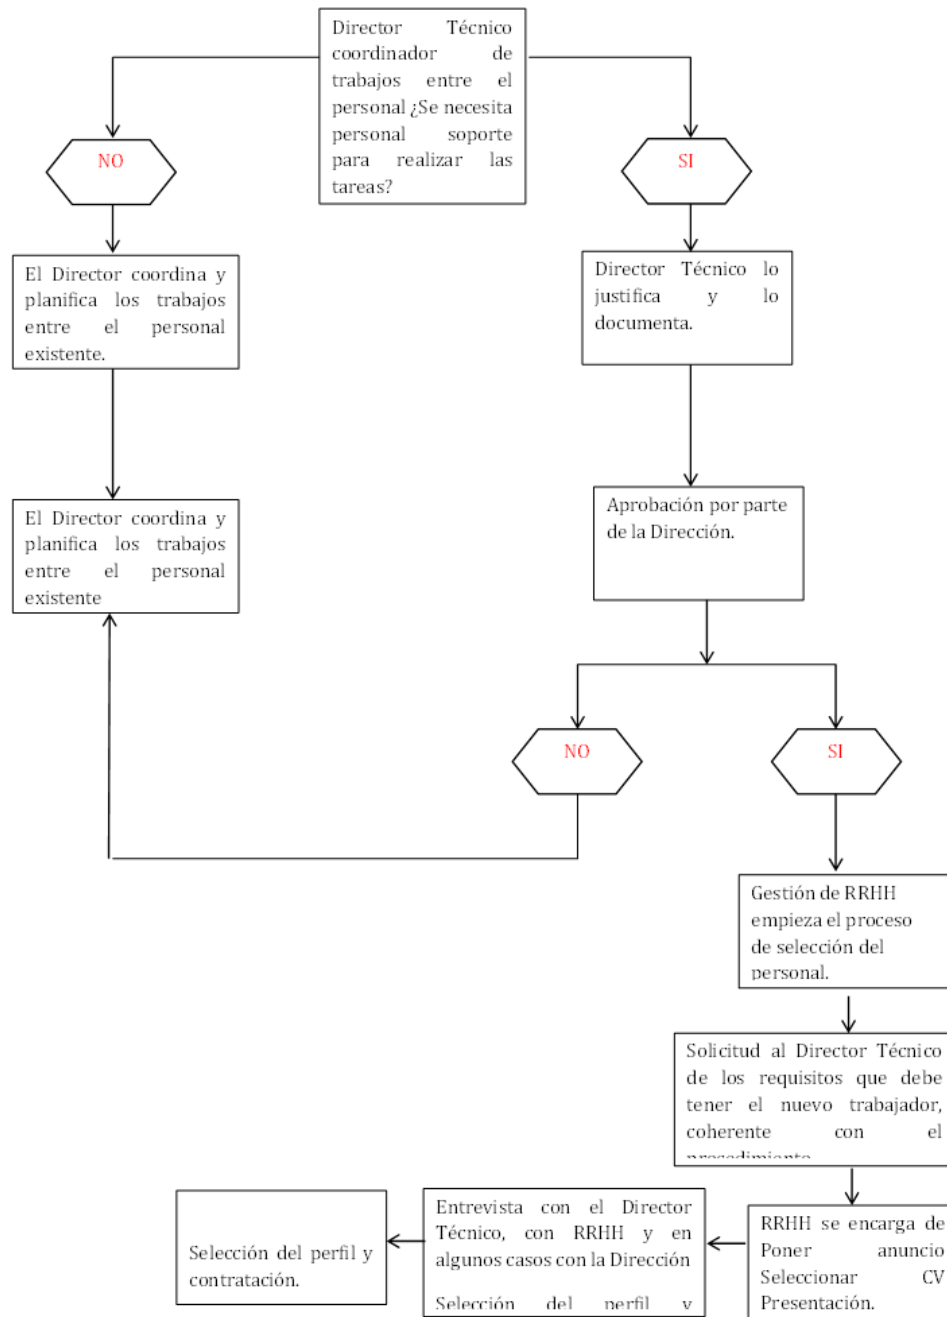 Director Técnico
coordinador de
trabajos entre el
personal ¿Se necesita
personal soporte
para realizar las
tareas?
NO
SI
El Director coordina y
planifica los trabajos
entre el personal
existente.
Director Técnico lo
justifica y lo
documenta.
El Director coordina y
planifica los trabajos
entre el personal
existente
Aprobación por parte
de la Dirección.
NO
SI
Gestión de RRHH
empieza el proceso
de selección del
personal.
Solicitud al Director Técnico
de los requisitos que debe
tener el nuevo trabajador,
coherente con el
procedimiento
RRHH se encarga de
Poner anuncio
Seleccionar CV
Presentación.
Entrevista con el Director
Técnico, con RRHH y en
algunos casos con la Dirección
Selección del perfil y
Selección del perfil y
contratación.